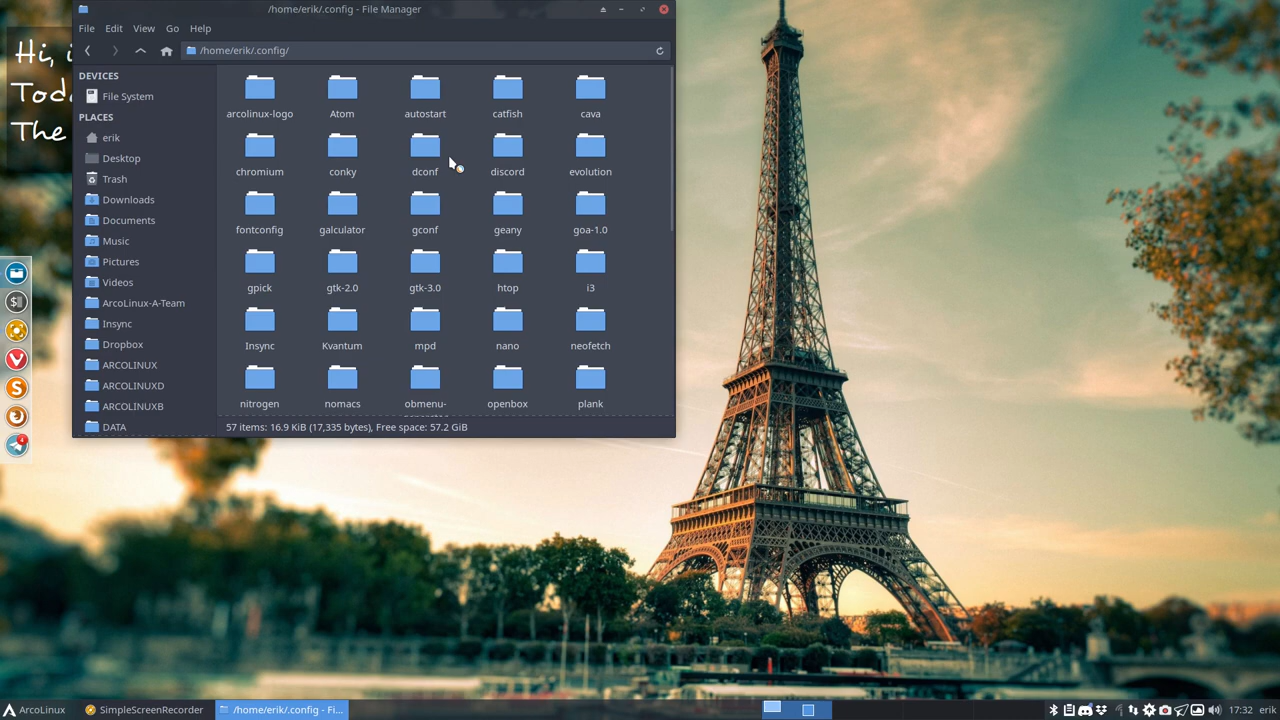 /home/erik/.config - File Manager
File Edit View Go Help
/home/erik/.config/
Hi,
The
DEVICES
File System
PLACES
erik
Desktop
Trash
Downloads
Documents
Music
Pictures
Videos
ArcoLinux-A-Team
Insync
Dropbox
ARCOLINUX
ARCOLINUXD
ARCOLINUXB
DATA
arcolinux-logo Atom autostart catfish cava
chromium conky dconf discord evolution
fontconfig galculator gconf geany goa-1.0
gpick gtk-2.0 gtk-3.0 htop i3
Insync Kvantum mpd nano neofetch
nitrogen nomacs obmenu- openbox plank
57 items: 16.9 KiB (17,335 bytes), Free space: 57.2 GiB
ArcoLinux SimpleScreenRecorder /home/erik/.config - Fi... 17:32 erik